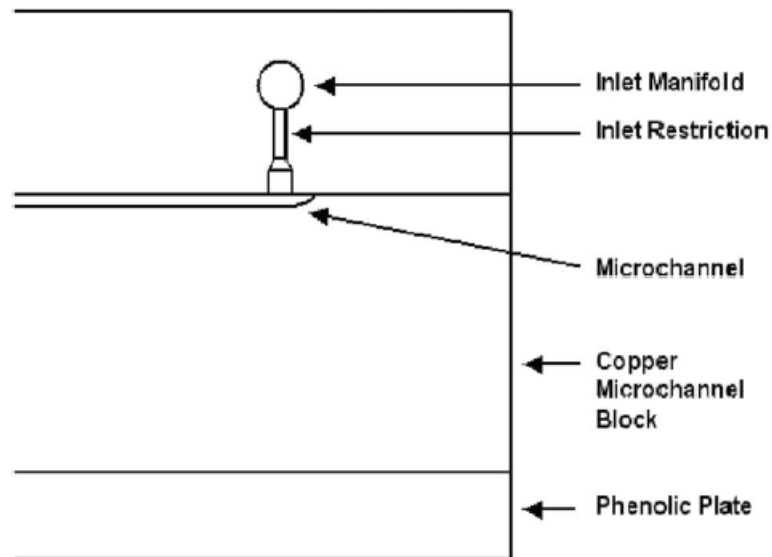 Inlet Manifold
Inlet Restriction
Microchannel
Copper
Microchannel
Block
Phenolic Plate